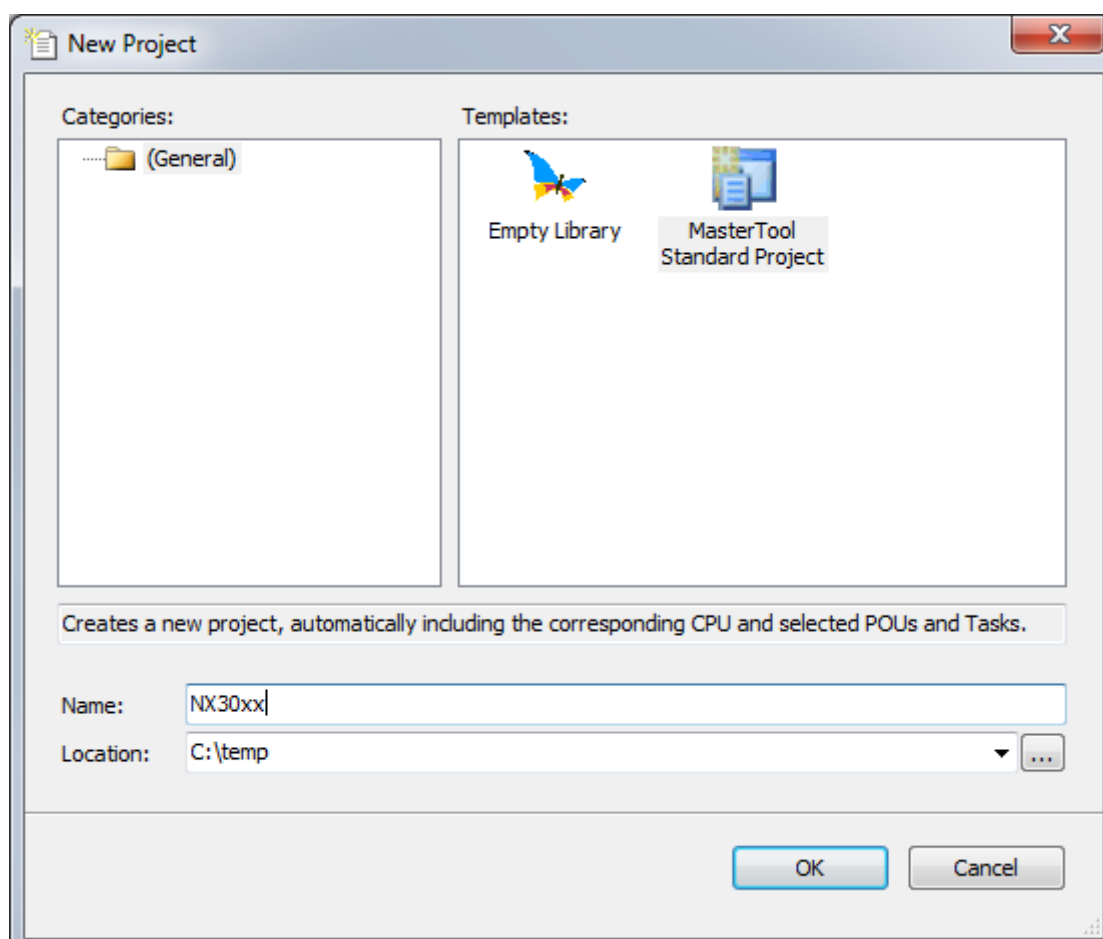 New Project
Categories:
Templates:
(General)
Empty Library
MasterTool
Standard Project
Creates a new project, automatically including the corresponding CPU and selected POUs and Tasks.
Name:
NX30xx
Location:
C:\temp
...
OK
Cancel